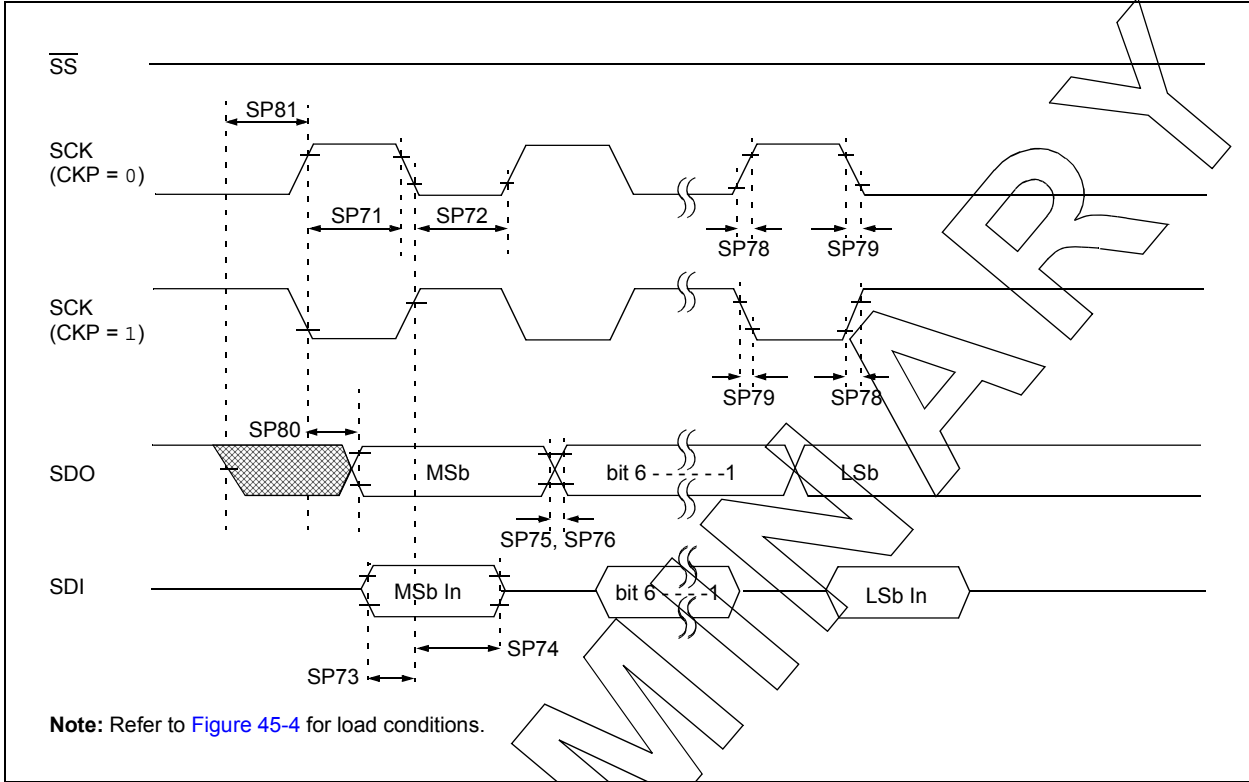 SS
SP81
SCK
(CKP = 0)
SP71
SP72
SP78
SP79
SCK
(CKP = 1)
SP79
SP78
SP80
SDO
MSb
bit 6 - - - - - -1
LSb
SP75, SP76
SDI
MSb In
bit 6 - - - - - -1
LSb In
SP74
SP73
Note: Refer to Figure 45-4 for load conditions.
MINARY